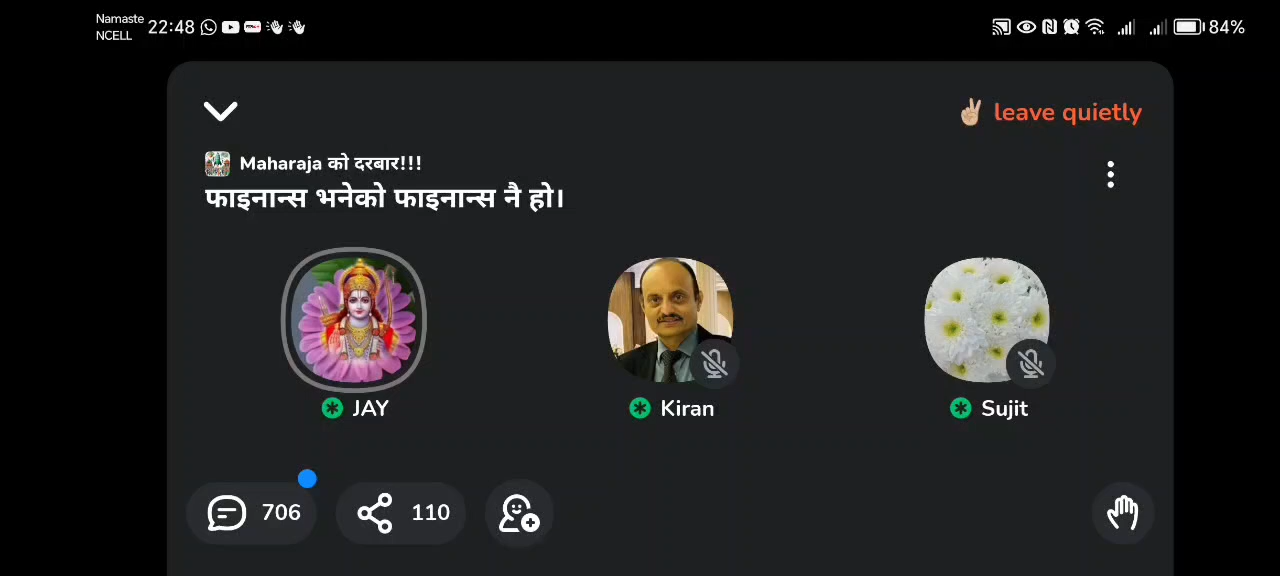 Namaste
NCELL
22:48
84%
✌🏼 leave quietly
Maharaja को दरबार!!!
फाइनान्स भनेको फाइनान्स नै हो।
JAY
Kiran
Sujit
706
110